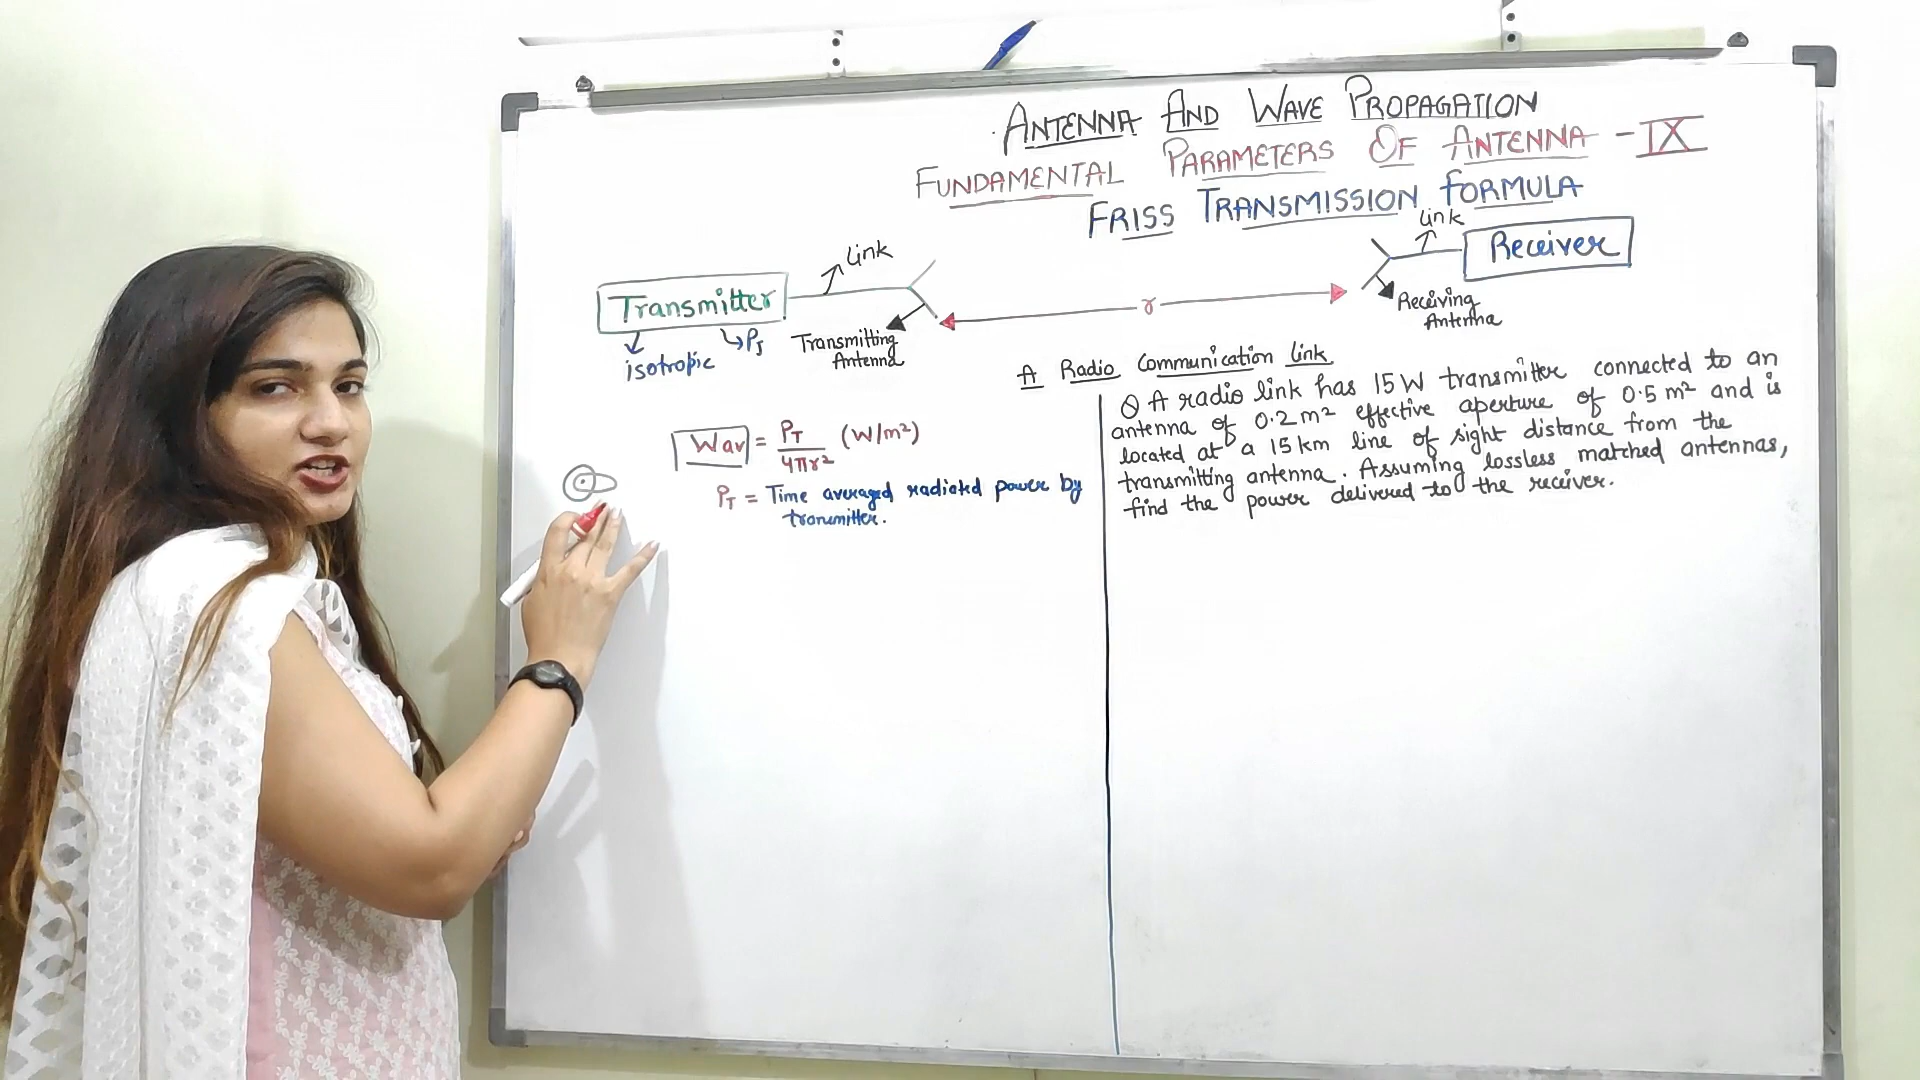 ANTENNA AND WAVE PROPAGATION
FUNDAMENTAL PARAMETERS OF ANTENNA - IX
FRISS TRANSMISSION FORMULA
Transmitter
Link
Link
Receiver
isotropic
Transmitting
Antenna
r
Receiving
Antenna
A Radio Communication Link
Wav = PT / 4πr² (W/m²)
PT = Time averaged radiated power by
transmitter.
Q A radio link has 15 W transmitter connected to an
antenna of 0.2 m² effective aperture of 0.5 m² and is
located at a 15 km line of sight distance from the
transmitting antenna. Assuming lossless matched antennas,
find the power delivered to the receiver.